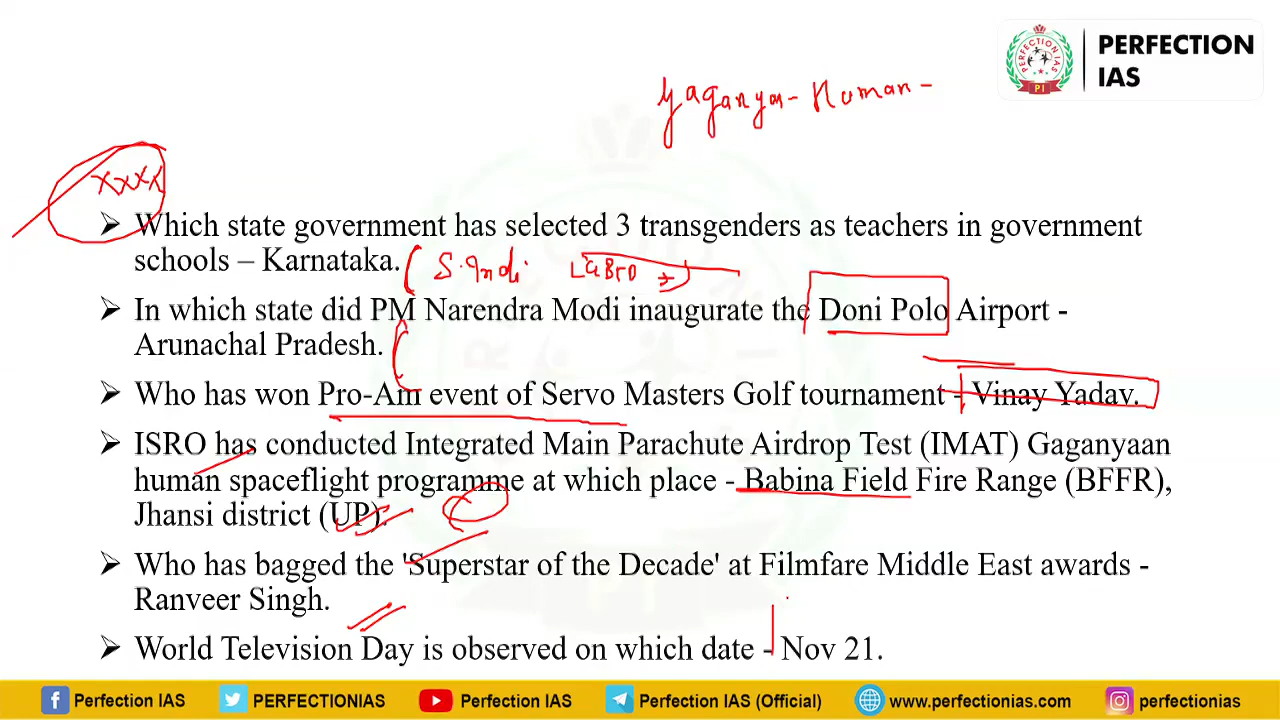 PERFECTION
IAS
PERFECTION IAS
PI
Gaganyan - Human -
XXXX
➤ Which state government has selected 3 transgenders as teachers in government
schools – Karnataka.
S. Indi
➤ In which state did PM Narendra Modi inaugurate the Doni Polo Airport -
Arunachal Pradesh.
➤ Who has won Pro-Am event of Servo Masters Golf tournament - Vinay Yadav.
➤ ISRO has conducted Integrated Main Parachute Airdrop Test (IMAT) Gaganyaan
human spaceflight programme at which place - Babina Field Fire Range (BFFR),
Jhansi district (UP).
➤ Who has bagged the 'Superstar of the Decade' at Filmfare Middle East awards -
Ranveer Singh.
➤ World Television Day is observed on which date - Nov 21.
Perfection IAS PERFECTIONIAS Perfection IAS Perfection IAS (Official) www.perfectionias.com perfectionias